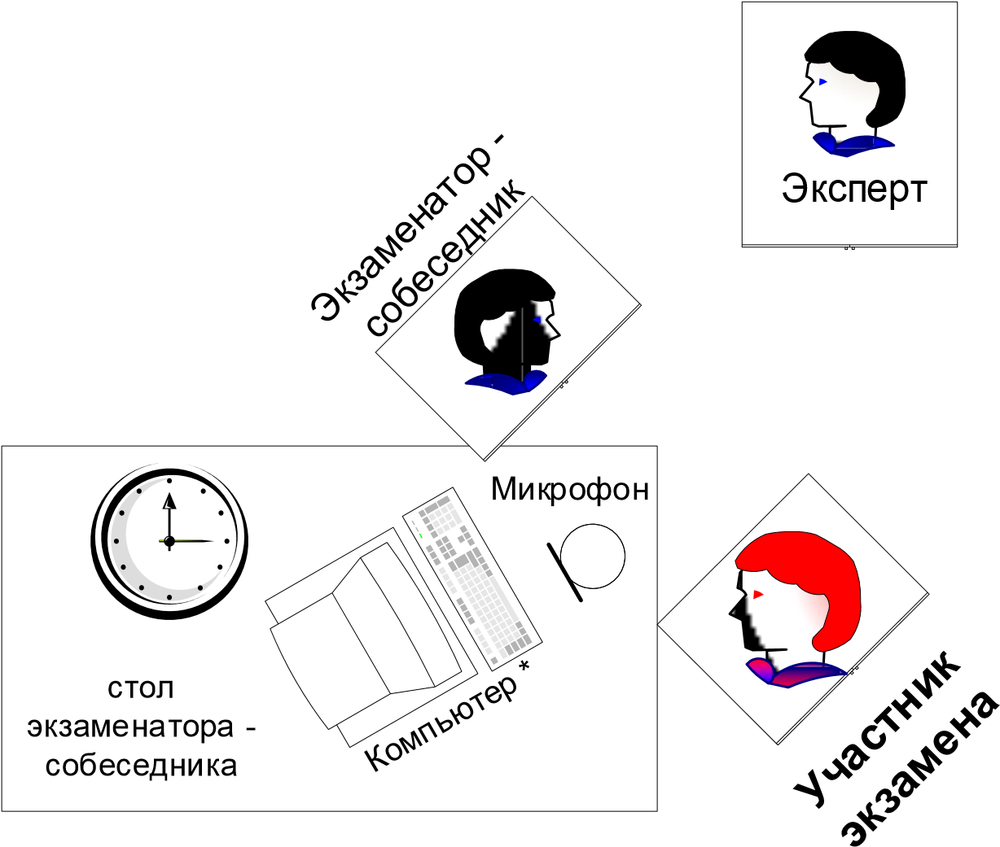 Эксперт
Экзаменатор -
собеседник
Микрофон
Компьютер *
стол
экзаменатора -
собеседника
Участник
экзамена